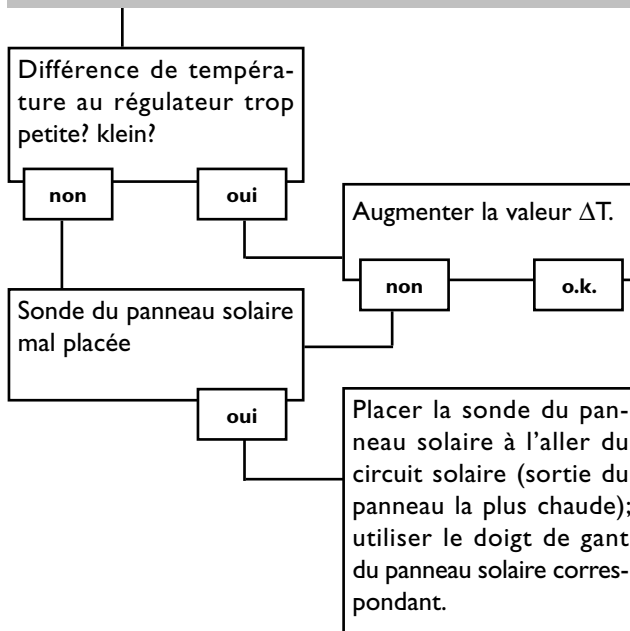 Différence de tempéra-
ture au régulateur trop
petite? klein?
non
oui
Augmenter la valeur ΔT.
non
o.k.
Sonde du panneau solaire
mal placée
oui
Placer la sonde du pan-
neau solaire à l’aller du
circuit solaire (sortie du
panneau la plus chaude);
utiliser le doigt de gant
du panneau solaire corres-
pondant.